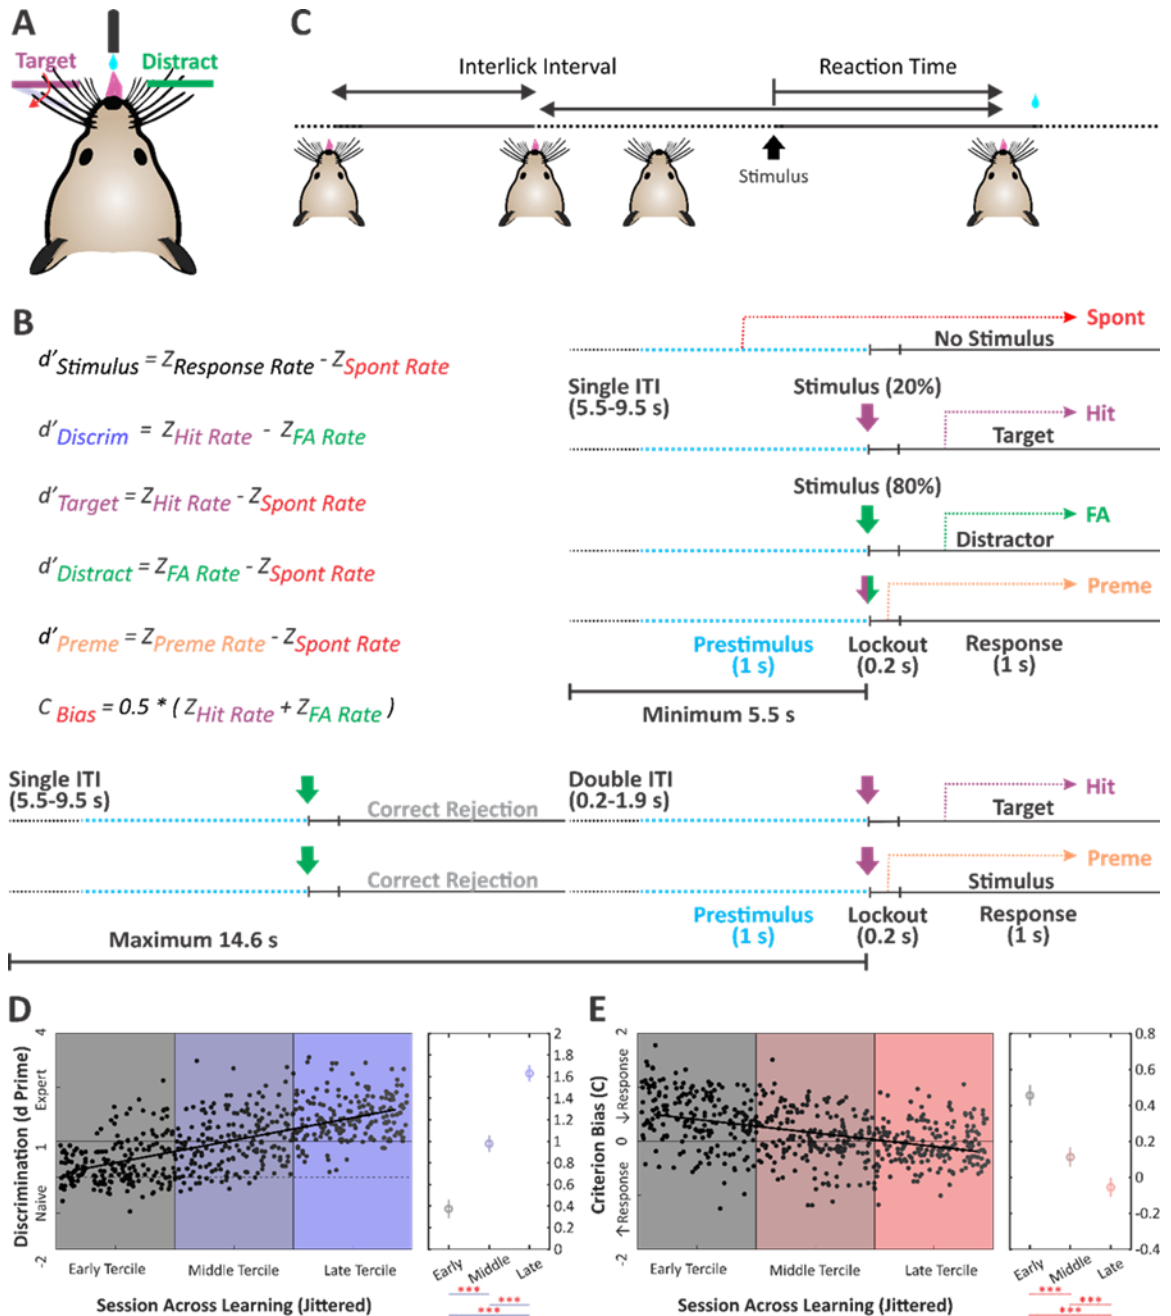 A
Target
Distract
C
Interlick Interval
Reaction Time
Stimulus
B
d'Stimulus = ZResponse Rate - ZSpont Rate
d'Discrim = ZHit Rate - ZFA Rate
d'Target = ZHit Rate - ZSpont Rate
d'Distract = ZFA Rate - ZSpont Rate
d'Preme = ZPreme Rate - ZSpont Rate
C Bias = 0.5 * ( ZHit Rate + ZFA Rate )
Spont
No Stimulus
Single ITI
(5.5-9.5 s)
Stimulus (20%)
Hit
Target
Stimulus (80%)
FA
Distractor
Preme
Prestimulus
(1 s)
Lockout
(0.2 s)
Response
(1 s)
Minimum 5.5 s
Single ITI
(5.5-9.5 s)
Correct Rejection
Double ITI
(0.2-1.9 s)
Hit
Target
Correct Rejection
Preme
Stimulus
Prestimulus
(1 s)
Lockout
(0.2 s)
Response
(1 s)
Maximum 14.6 s
D
Discrimination (d Prime)
Naive
Expert
4
1
-2
Early Tercile
Middle Tercile
Late Tercile
Session Across Learning (Jittered)
2
1.8
1.6
1.4
1.2
1
0.8
0.6
0.4
0.2
0
Early
Middle
Late
***
***
***
E
Criterion Bias (C)
↑Response
↓Response
2
0
-2
Early Tercile
Middle Tercile
Late Tercile
Session Across Learning (Jittered)
0.8
0.6
0.4
0.2
0
-0.2
-0.4
Early
Middle
Late
***
***
***